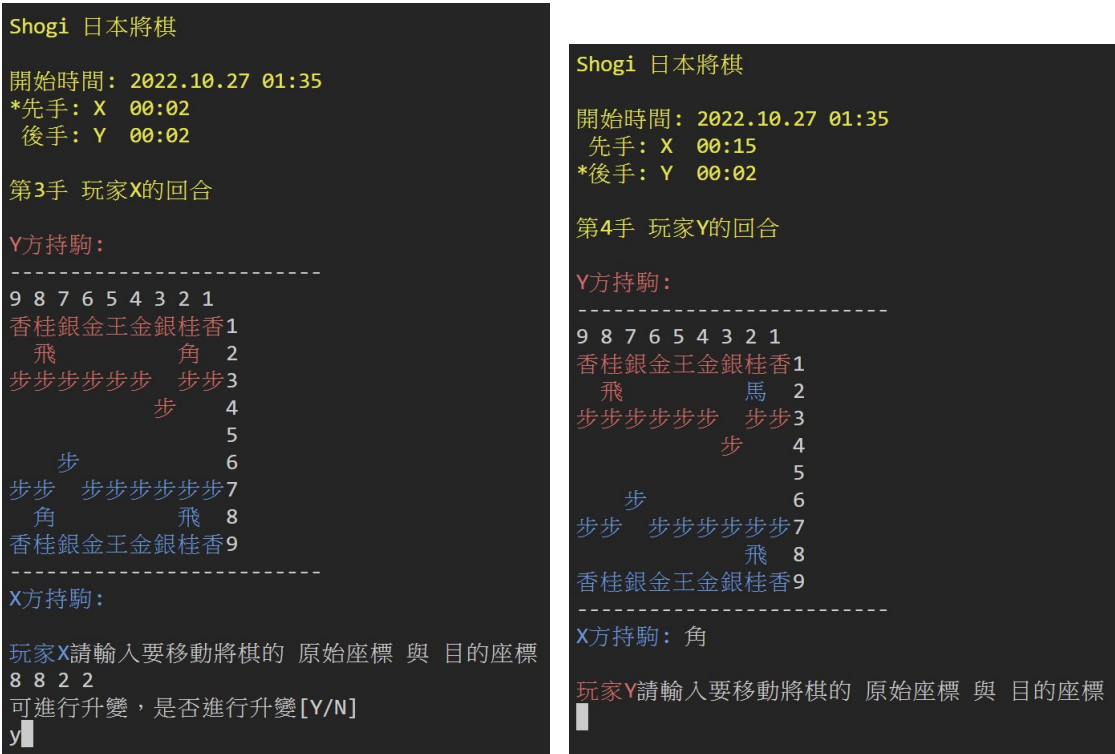 Shogi 日本將棋
開始時間: 2022.10.27 01:35
*先手: X  00:02
 後手: Y  00:02
第3手 玩家X的回合
Y方持駒:
--------------------------
9 8 7 6 5 4 3 2 1
香桂銀金王金銀桂香1
  飛          角  2
步步步步步步  步步3
            步    4
                  5
    步            6
步步  步步步步步步7
  角          飛  8
香桂銀金王金銀桂香9
--------------------------
X方持駒:
玩家X請輸入要移動將棋的 原始座標 與 目的座標
8 8 2 2
可進行升變，是否進行升變[Y/N]
y
Shogi 日本將棋
開始時間: 2022.10.27 01:35
 先手: X  00:15
*後手: Y  00:02
第4手 玩家Y的回合
Y方持駒:
--------------------------
9 8 7 6 5 4 3 2 1
香桂銀金王金銀桂香1
  飛          馬  2
步步步步步步  步步3
            步    4
                  5
    步            6
步步  步步步步步步7
              飛  8
香桂銀金王金銀桂香9
--------------------------
X方持駒: 角
玩家Y請輸入要移動將棋的 原始座標 與 目的座標